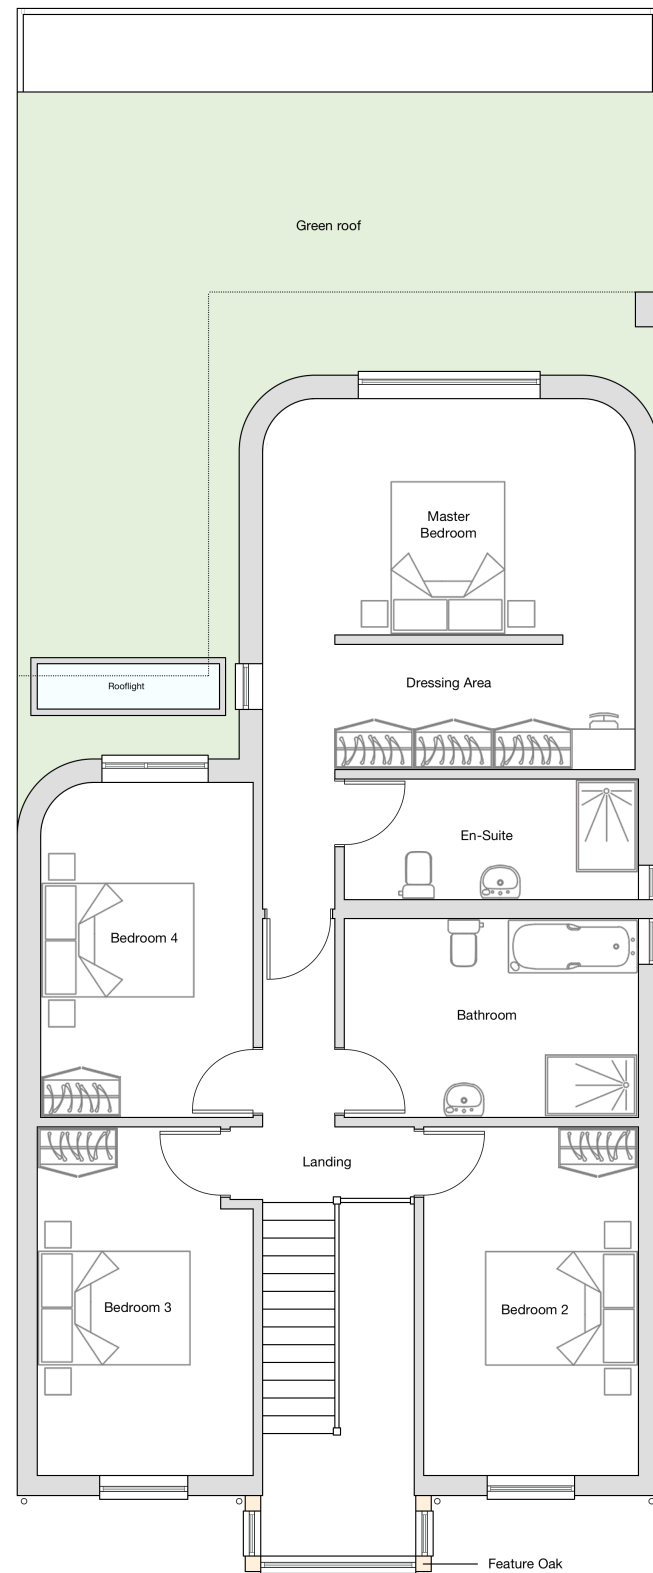 Green roof
Master
Bedroom
Dressing Area
Rooflight
En-Suite
Bedroom 4
Bathroom
Landing
Bedroom 3
Bedroom 2
Feature Oak